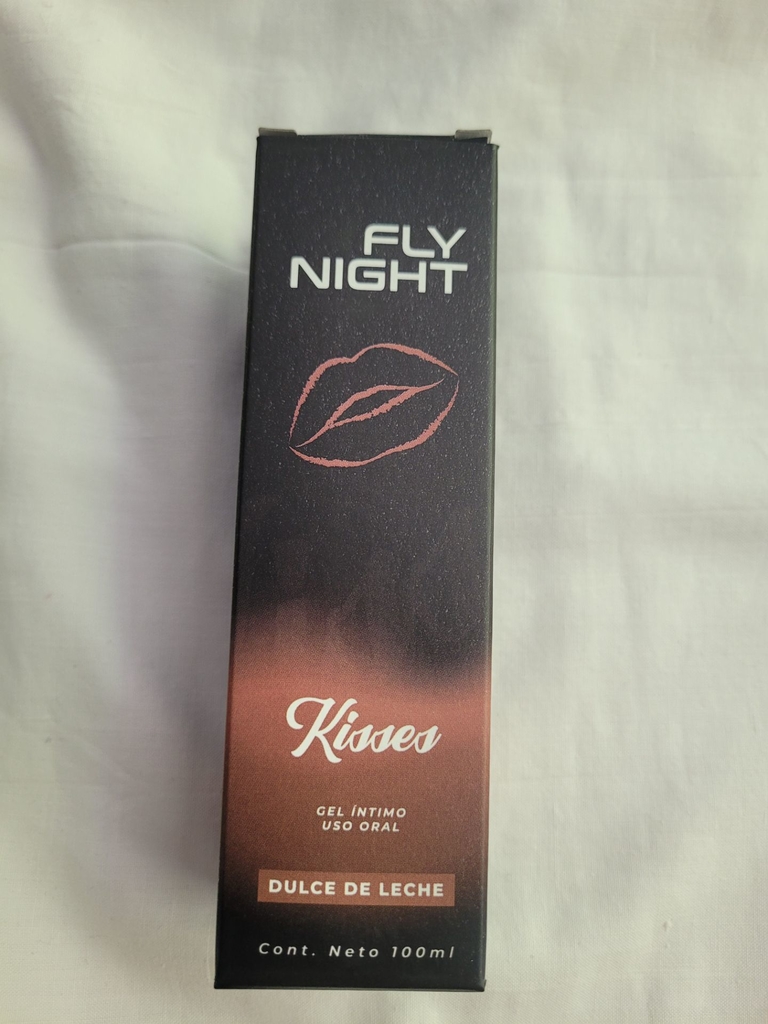 FLY
NIGHT
Kisses
GEL ÍNTIMO
USO ORAL
DULCE DE LECHE
Cont. Neto 100ml